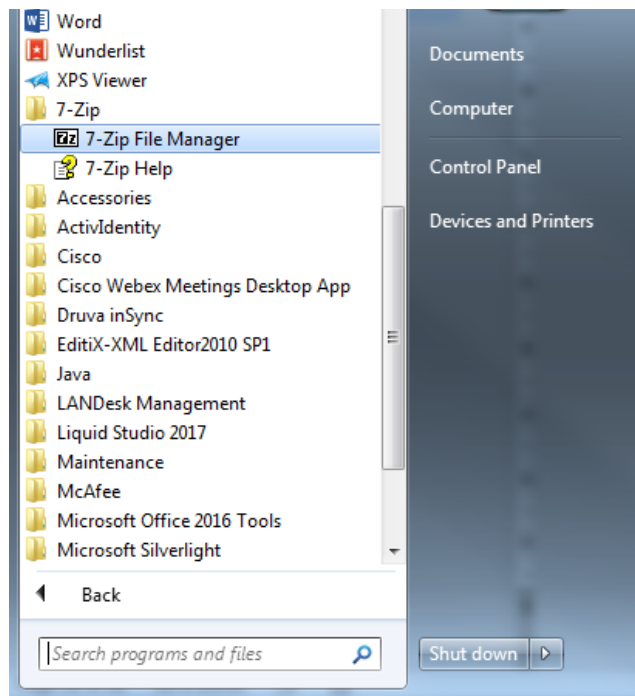 Word
Wunderlist
XPS Viewer
7-Zip
7-Zip File Manager
7-Zip Help
Accessories
ActivIdentity
Cisco
Cisco Webex Meetings Desktop App
Druva inSync
EditiX-XML Editor2010 SP1
Java
LANDesk Management
Liquid Studio 2017
Maintenance
McAfee
Microsoft Office 2016 Tools
Microsoft Silverlight
Back
Search programs and files
Documents
Computer
Control Panel
Devices and Printers
Shut down